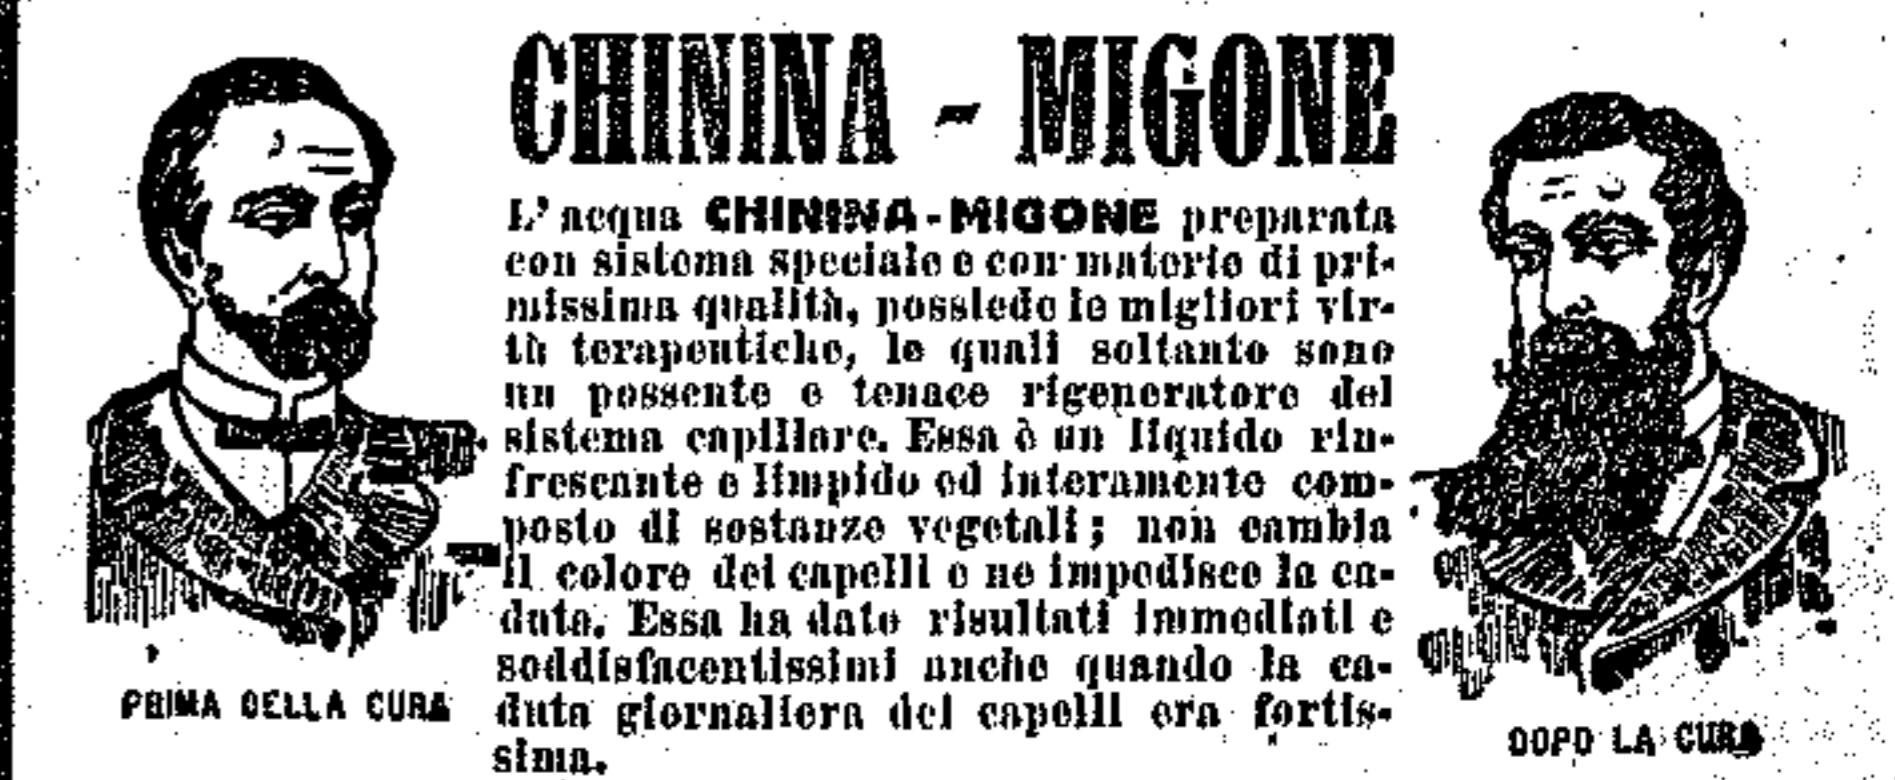 CHININA - MIGONE
L'acqua CHININA-MIGONE preparata
con sistema speciale e con materie di pri-
missima qualità, possiede le migliori vir-
tù terapeutiche, le quali soltanto sono
un possente e tenace rigeneratore del
sistema capillare. Essa è un liquido rin-
frescante e limpido ed interamente com-
posto di sostanze vegetali; non cambia
il colore dei capelli e ne impedisce la ca-
duta. Essa ha dato risultati immediati e
soddisfacentissimi anche quando la ca-
duta giornaliera dei capelli era fortis-
sima.
PRIMA DELLA CURA
DOPO LA CURA